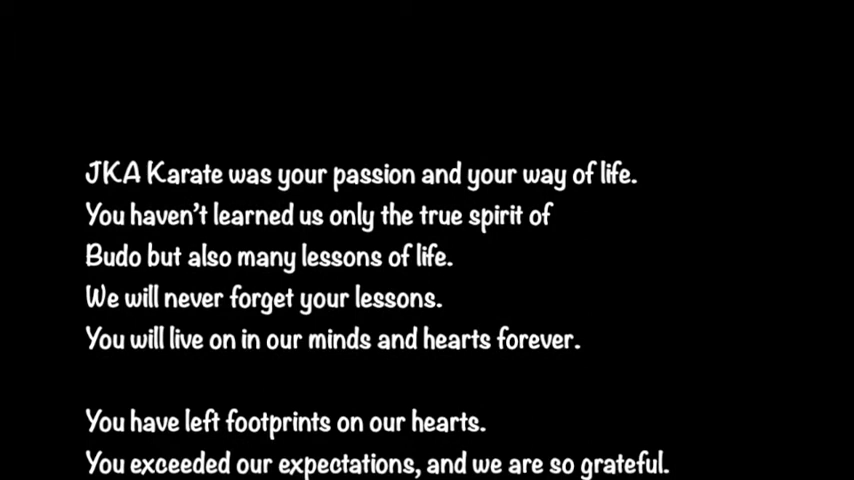 JKA Karate was your passion and your way of life.
You haven't learned us only the true spirit of
Budo but also many lessons of life.
We will never forget your lessons.
You will live on in our minds and hearts forever.
You have left footprints on our hearts.
You exceeded our expectations, and we are so grateful.